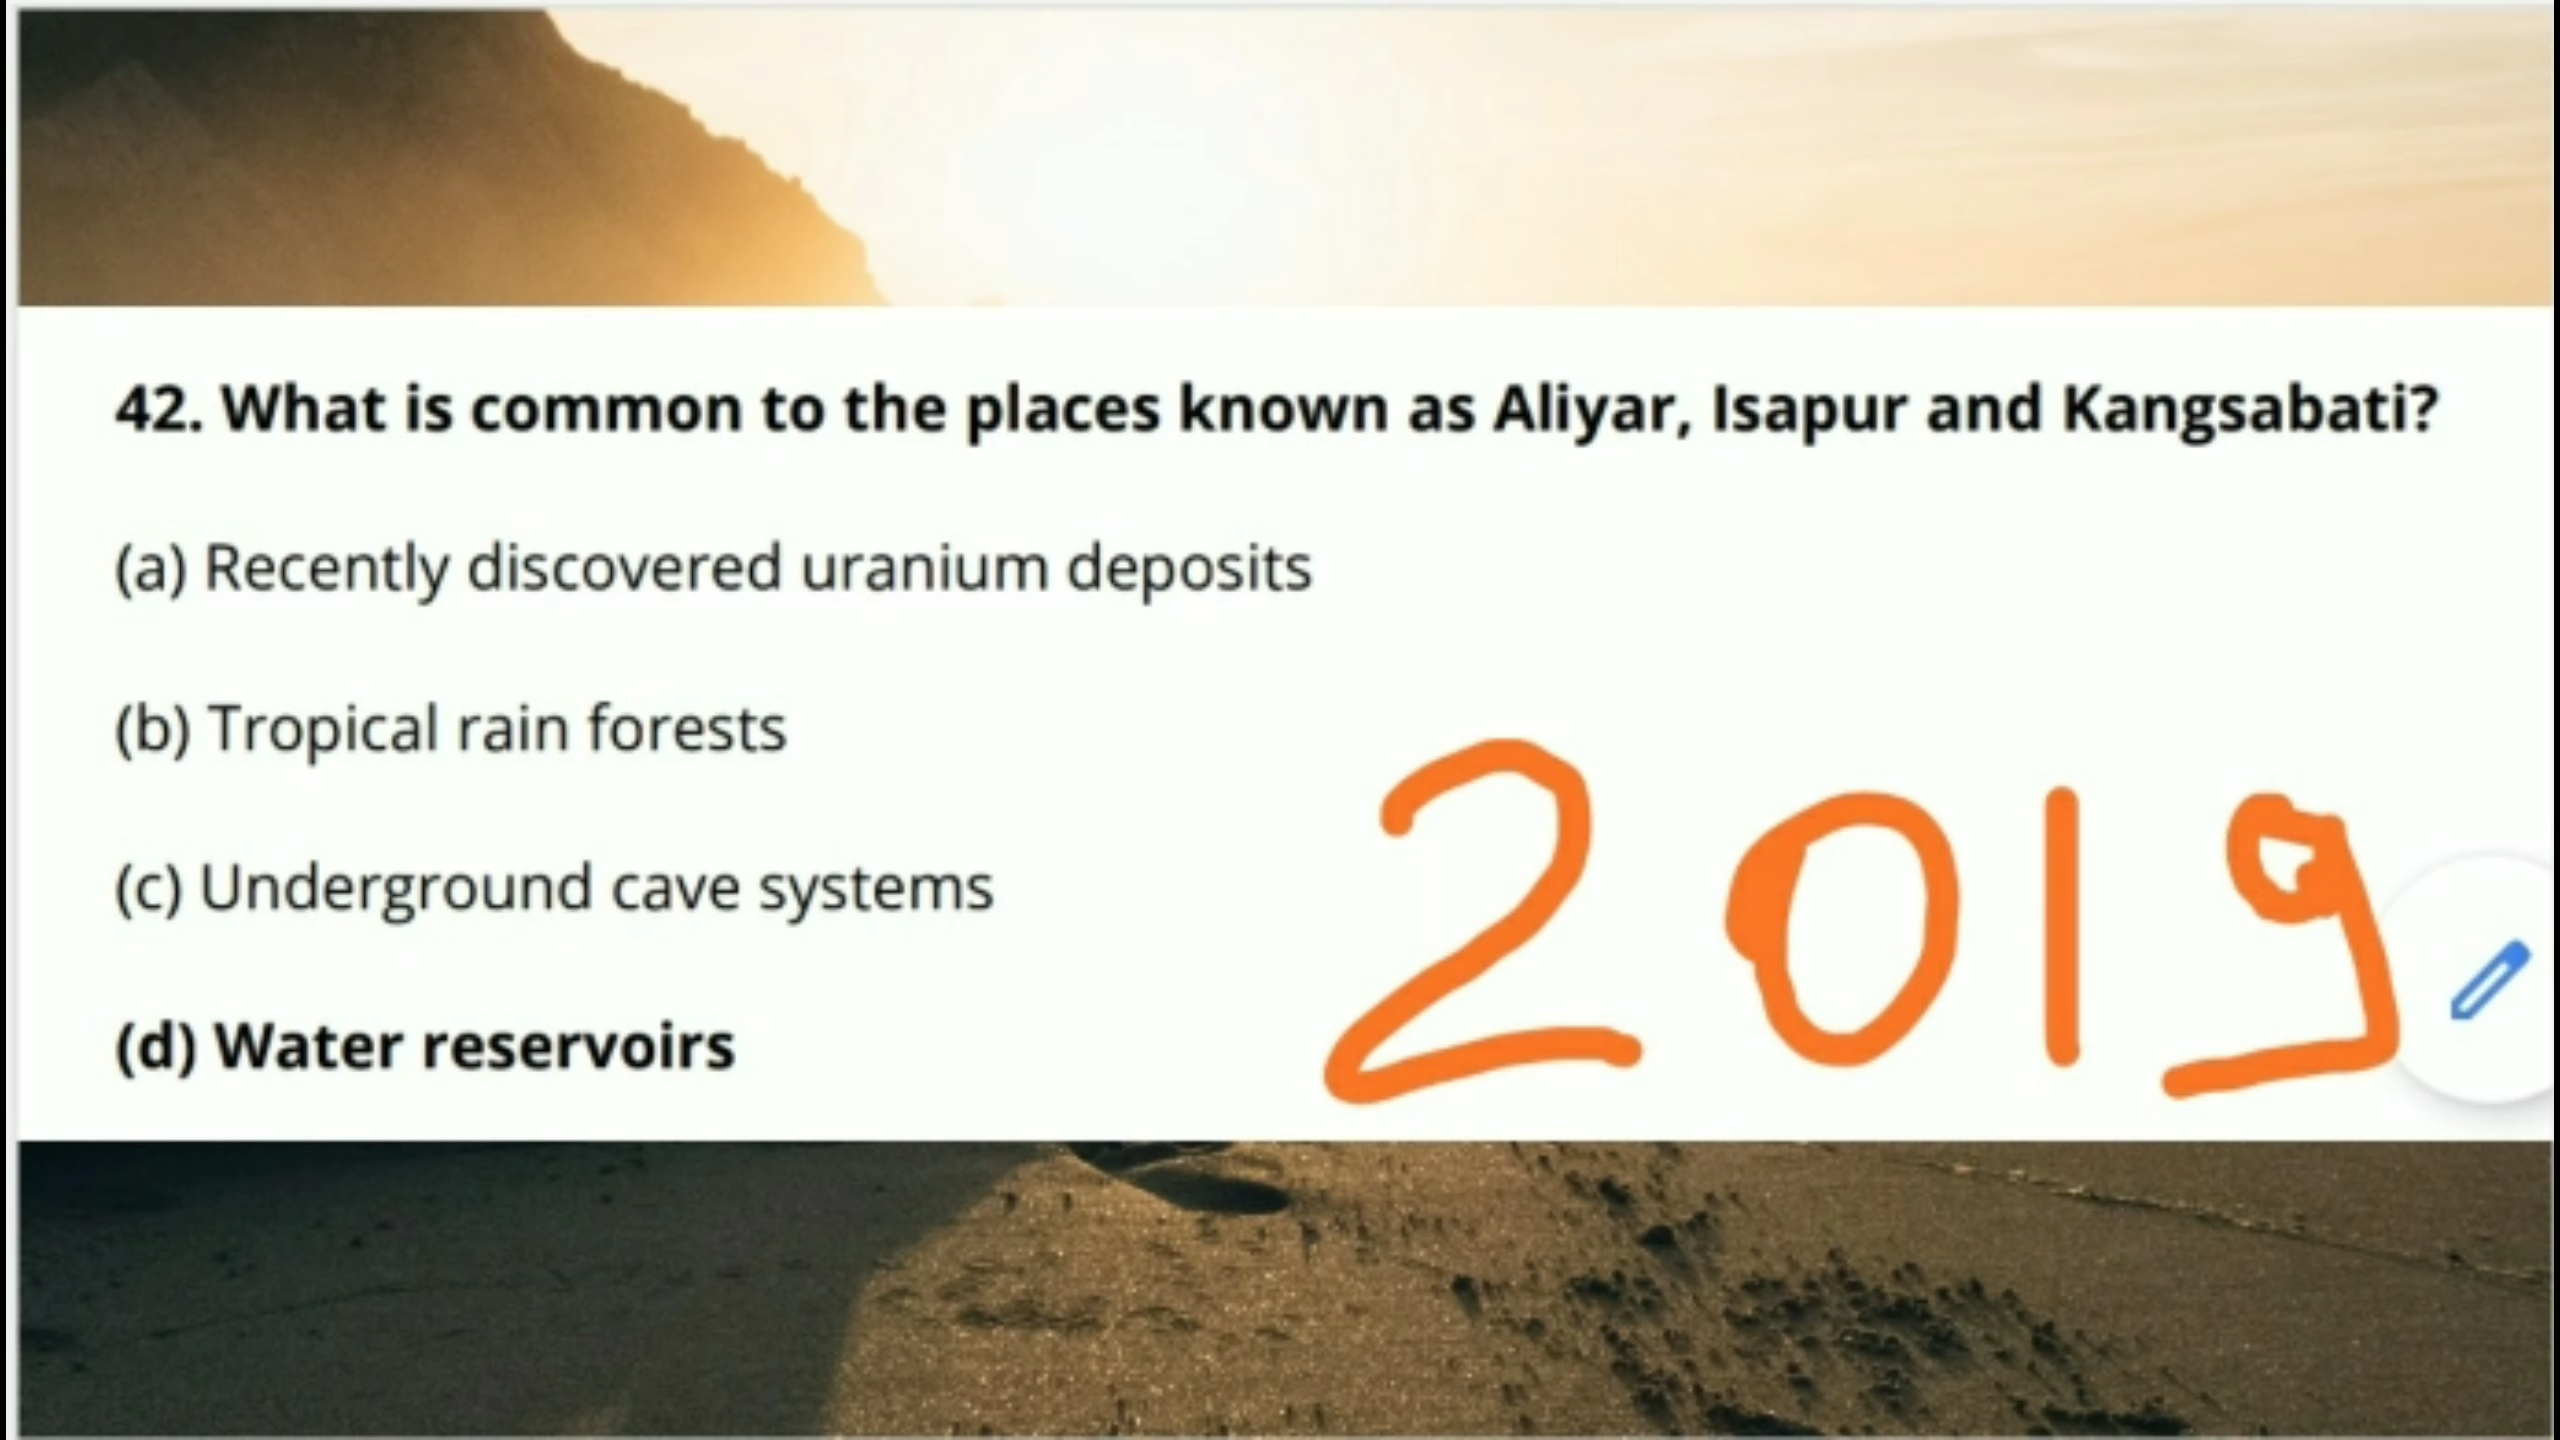 42. What is common to the places known as Aliyar, Isapur and Kangsabati?
(a) Recently discovered uranium deposits
(b) Tropical rain forests
(c) Underground cave systems
(d) Water reservoirs
2019